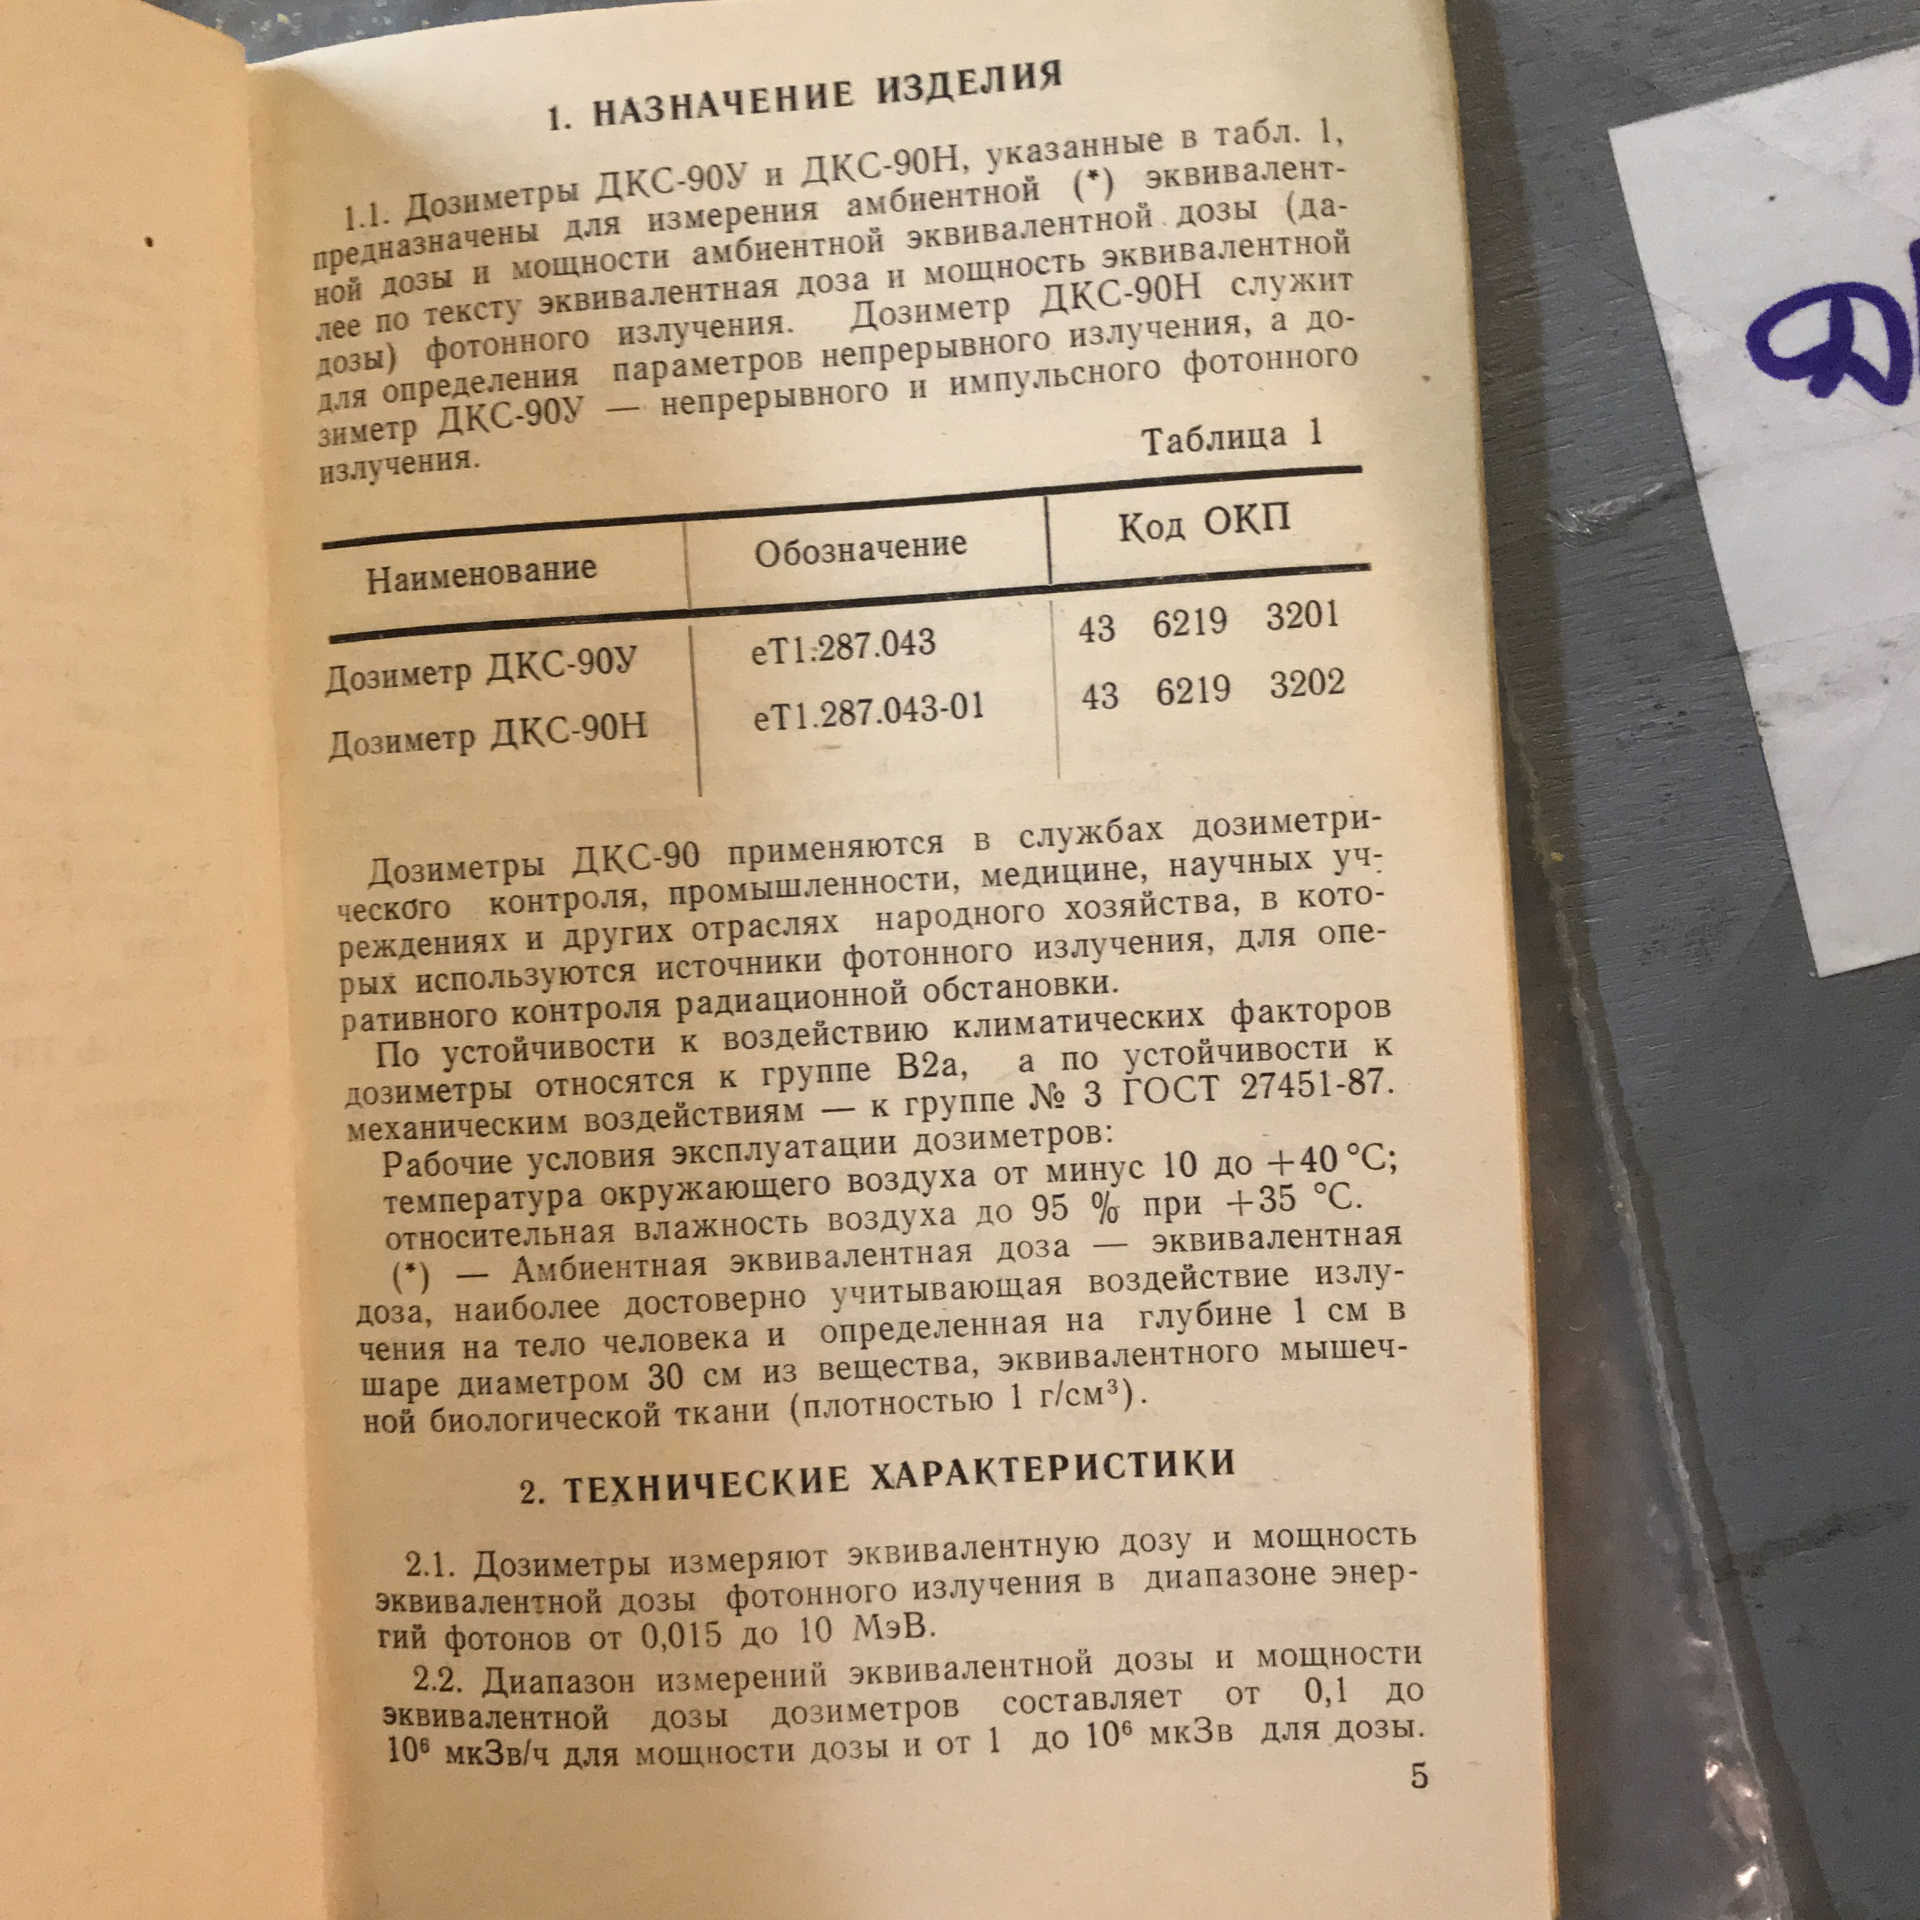 1. НАЗНАЧЕНИЕ ИЗДЕЛИЯ
1.1. Дозиметры ДКС-90У и ДКС-90Н, указанные в табл. 1,
предназначены для измерения амбиентной (*) эквивалент-
ной дозы и мощности амбиентной эквивалентной дозы (да-
лее по тексту эквивалентная доза и мощность эквивалентной
дозы) фотонного излучения. Дозиметр ДКС-90Н служит
для определения параметров непрерывного излучения, а до-
зиметр ДКС-90У — непрерывного и импульсного фотонного
излучения.
Таблица 1
Наименование Обозначение Код ОКП
Дозиметр ДКС-90У еТ1.287.043 43 6219 3201
Дозиметр ДКС-90Н еТ1.287.043-01 43 6219 3202
Дозиметры ДКС-90 применяются в службах дозиметри-
ческого контроля, промышленности, медицине, научных уч-
реждениях и других отраслях народного хозяйства, в кото-
рых используются источники фотонного излучения, для опе-
ративного контроля радиационной обстановки.
По устойчивости к воздействию климатических факторов
дозиметры относятся к группе В2а, а по устойчивости к
механическим воздействиям — к группе № 3 ГОСТ 27451-87.
Рабочие условия эксплуатации дозиметров:
температура окружающего воздуха от минус 10 до +40 °С;
относительная влажность воздуха до 95 % при +35 °С.
(*) — Амбиентная эквивалентная доза — эквивалентная
доза, наиболее достоверно учитывающая воздействие излу-
чения на тело человека и определенная на глубине 1 см в
шаре диаметром 30 см из вещества, эквивалентного мышеч-
ной биологической ткани (плотностью 1 г/см³).
2. ТЕХНИЧЕСКИЕ ХАРАКТЕРИСТИКИ
2.1. Дозиметры измеряют эквивалентную дозу и мощность
эквивалентной дозы фотонного излучения в диапазоне энер-
гий фотонов от 0,015 до 10 МэВ.
2.2. Диапазон измерений эквивалентной дозы и мощности
эквивалентной дозы дозиметров составляет от 0,1 до
10⁶ мкЗв/ч для мощности дозы и от 1 до 10⁶ мкЗв для дозы.
5